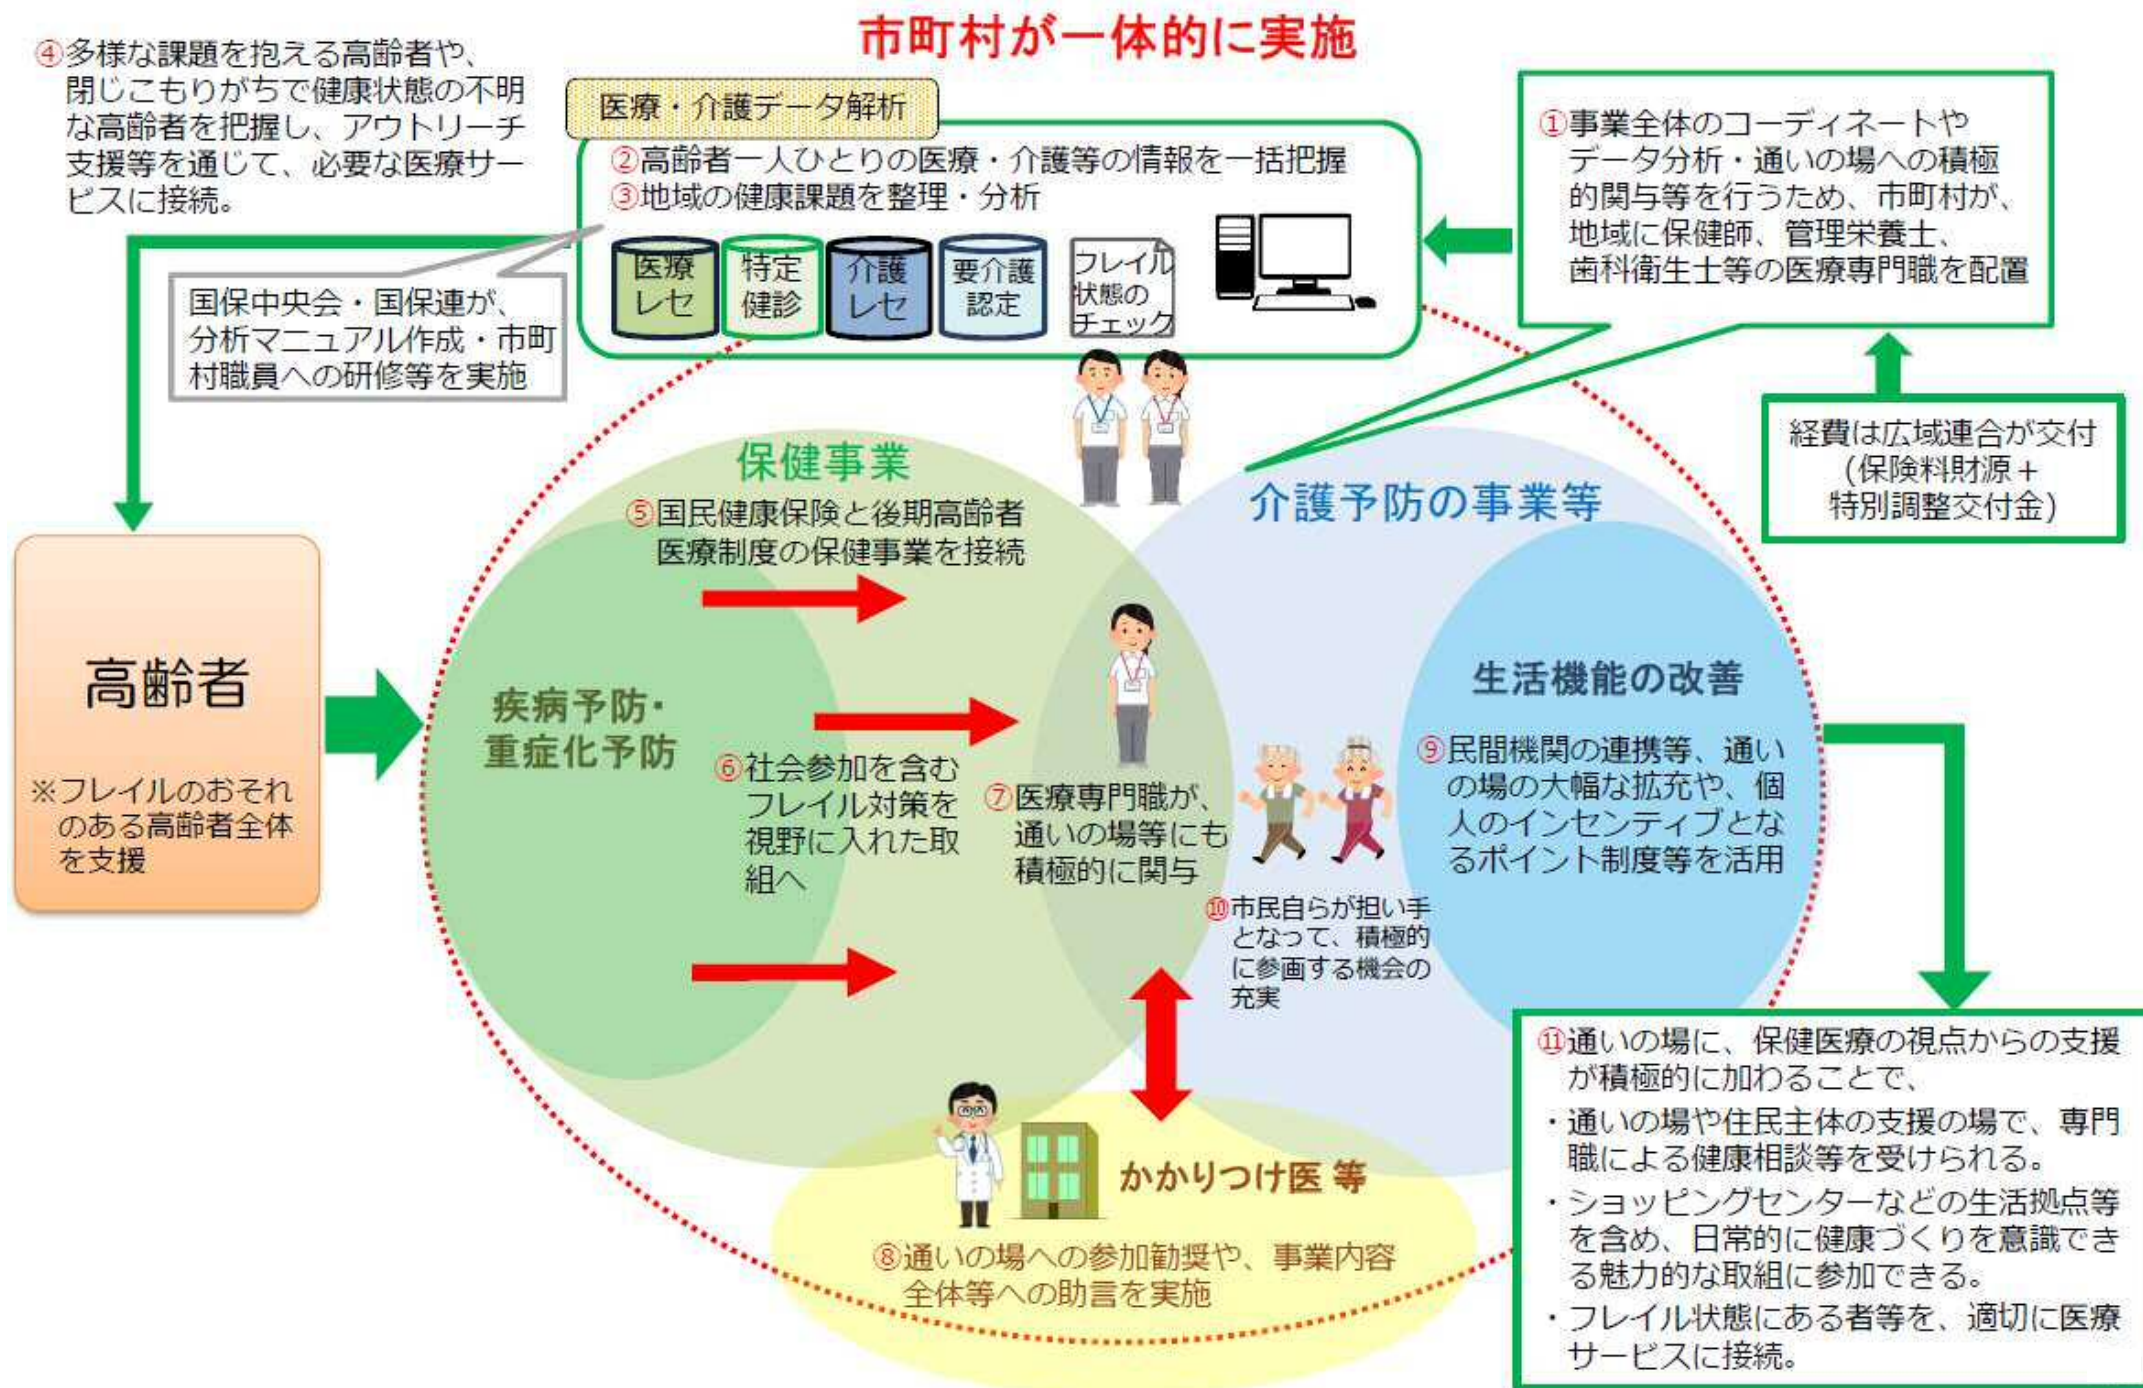 市町村が一体的に実施
④多様な課題を抱える高齢者や、
閉じこもりがちで健康状態の不明
な高齢者を把握し、アウトリーチ
支援等を通じて、必要な医療サー
ビスに接続。
医療・介護データ解析
②高齢者一人ひとりの医療・介護等の情報を一括把握
③地域の健康課題を整理・分析
医療
レセ
特定
健診
介護
レセ
要介護
認定
フレイル
状態の
チェック
①事業全体のコーディネートや
データ分析・通いの場への積極
的関与等を行うため、市町村が、
地域に保健師、管理栄養士、
歯科衛生士等の医療専門職を配置
国保中央会・国保連が、
分析マニュアル作成・市町
村職員への研修等を実施
経費は広域連合が交付
(保険料財源＋
特別調整交付金)
保健事業
⑤国民健康保険と後期高齢者
医療制度の保健事業を接続
介護予防の事業等
高齢者
※フレイルのおそれ
のある高齢者全体
を支援
疾病予防・
重症化予防
⑥社会参加を含む
フレイル対策を
視野に入れた取
組へ
⑦医療専門職が、
通いの場等にも
積極的に関与
生活機能の改善
⑨民間機関の連携等、通い
の場の大幅な拡充や、個
人のインセンティブとな
るポイント制度等を活用
⑩市民自らが担い手
となって、積極的
に参画する機会の
充実
かかりつけ医 等
⑧通いの場への参加勧奨や、事業内容
全体等への助言を実施
⑪通いの場に、保健医療の視点からの支援
が積極的に加わることで、
・通いの場や住民主体の支援の場で、専門
職による健康相談等を受けられる。
・ショッピングセンターなどの生活拠点等
を含め、日常的に健康づくりを意識でき
る魅力的な取組に参加できる。
・フレイル状態にある者等を、適切に医療
サービスに接続。